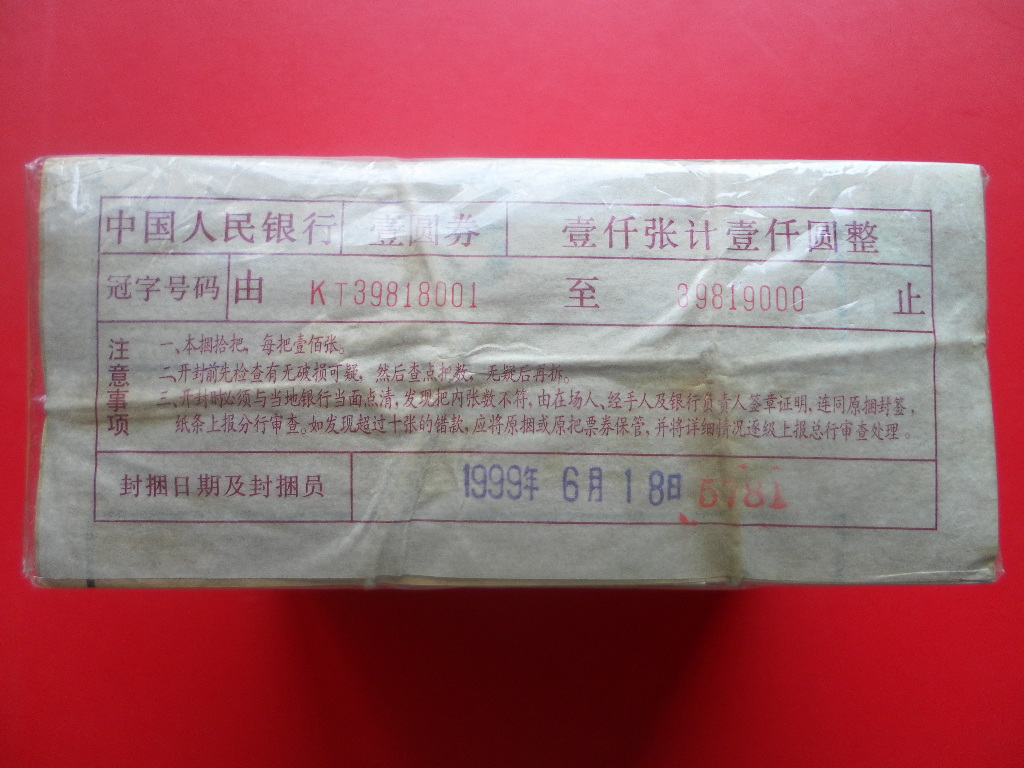 中国人民银行 壹圆券 壹仟张计壹仟圆整
冠字号码 由 KT39818001 至 39819000 止
注意事项
一、本捆拾把，每把壹佰张。
二、开封前先检查有无破损可疑，然后查点把数，无疑后再拆。
三、开封时必须与当地银行当面点清，发现把内张数不符，由在场人、经手人及银行负责人签章证明，连同原捆封签，
纸条上报分行审查。如发现超过十张的错款，应将原捆或原把票券保管，并将详细情况逐级上报总行审查处理。
封捆日期及封捆员 1999年 6月 18日 5781